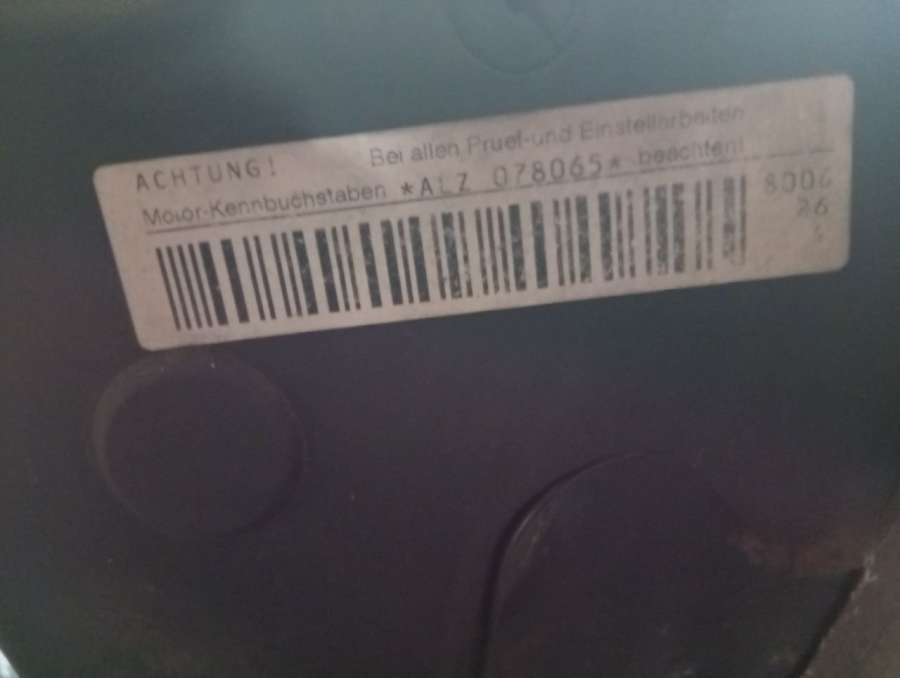 ACHTUNG! Bei allen Pruef-und Einstellarbeiten
Motor-Kennbuchstaben *ALZ 078065* beachten!
8006
26